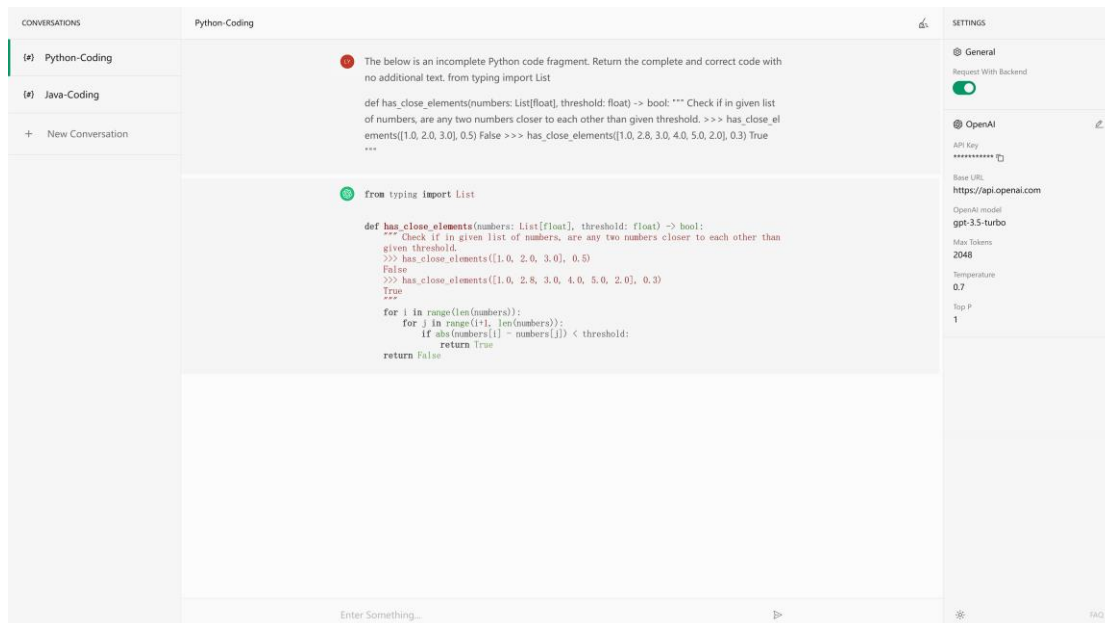 CONVERSATIONS
Python-Coding
Java-Coding
+ New Conversation
Python-Coding
The below is an incomplete Python code fragment. Return the complete and correct code with
no additional text. from typing import List
def has_close_elements(numbers: List[float], threshold: float) -> bool: """ Check if in given list
of numbers, are any two numbers closer to each other than given threshold. >>> has_close_el
ements([1.0, 2.0, 3.0], 0.5) False >>> has_close_elements([1.0, 2.8, 3.0, 4.0, 5.0, 2.0], 0.3) True
"""
from typing import List
def has_close_elements(numbers: List[float], threshold: float) -> bool:
""" Check if in given list of numbers, are any two numbers closer to each other than
given threshold.
>>> has_close_elements([1.0, 2.0, 3.0], 0.5)
False
>>> has_close_elements([1.0, 2.8, 3.0, 4.0, 5.0, 2.0], 0.3)
True
"""
for i in range(len(numbers)):
for j in range(i+1, len(numbers)):
if abs(numbers[i] - numbers[j]) < threshold:
return True
return False
Enter Something...
SETTINGS
General
Request With Backend
OpenAI
API Key
***********
Base URL
https://api.openai.com
OpenAI model
gpt-3.5-turbo
Max Tokens
2048
Temperature
0.7
Top P
1
FAQ